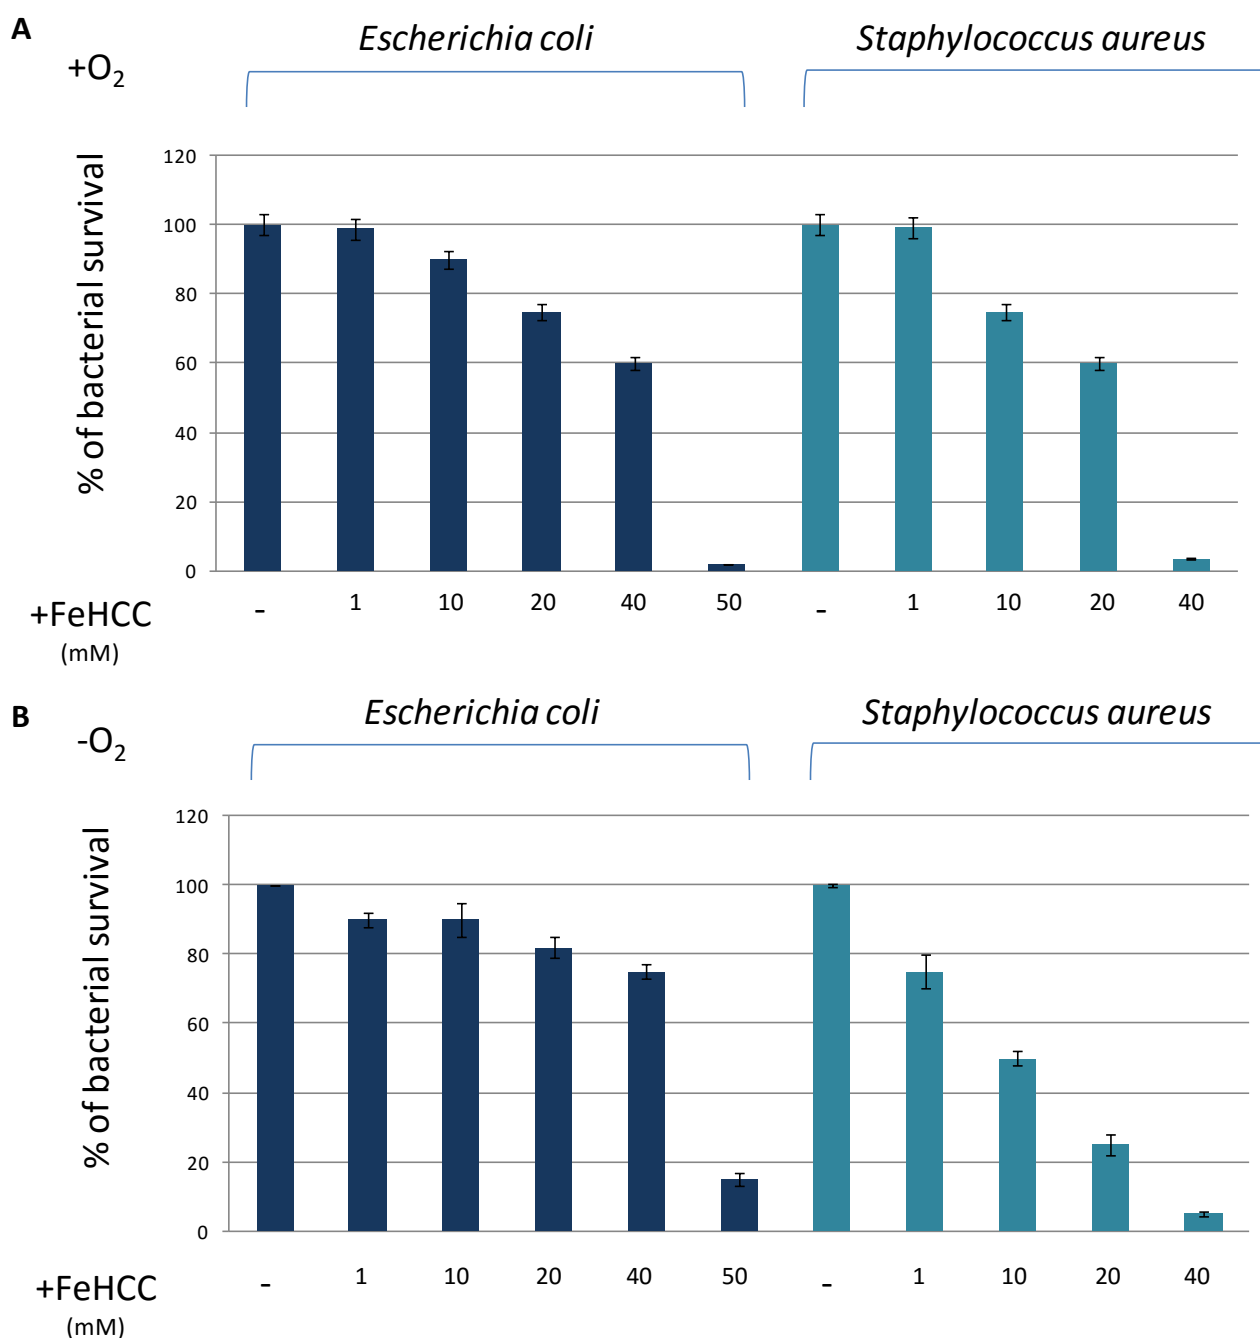 A
+O2
Escherichia coli
Staphylococcus aureus
% of bacterial survival
120
100
80
60
40
20
0
+FeHCC
(mM)
- 1 10 20 40 50 - 1 10 20 40
B
-O2
Escherichia coli
Staphylococcus aureus
% of bacterial survival
120
100
80
60
40
20
0
+FeHCC
(mM)
- 1 10 20 40 50 - 1 10 20 40